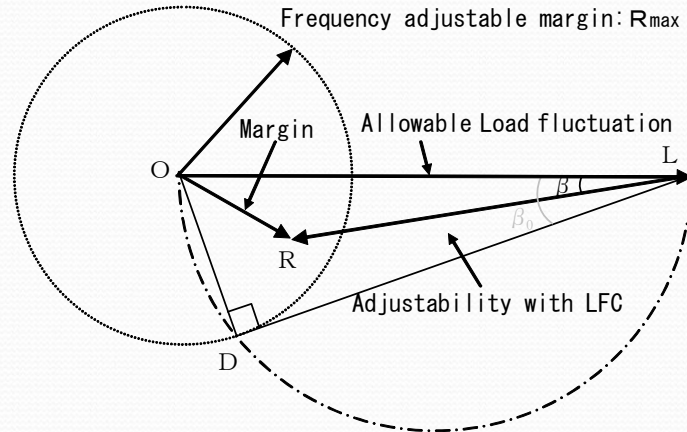 Frequency adjustable margin: Rmax
Margin
Allowable Load fluctuation
O
L
β
β₀
R
Adjustability with LFC
D